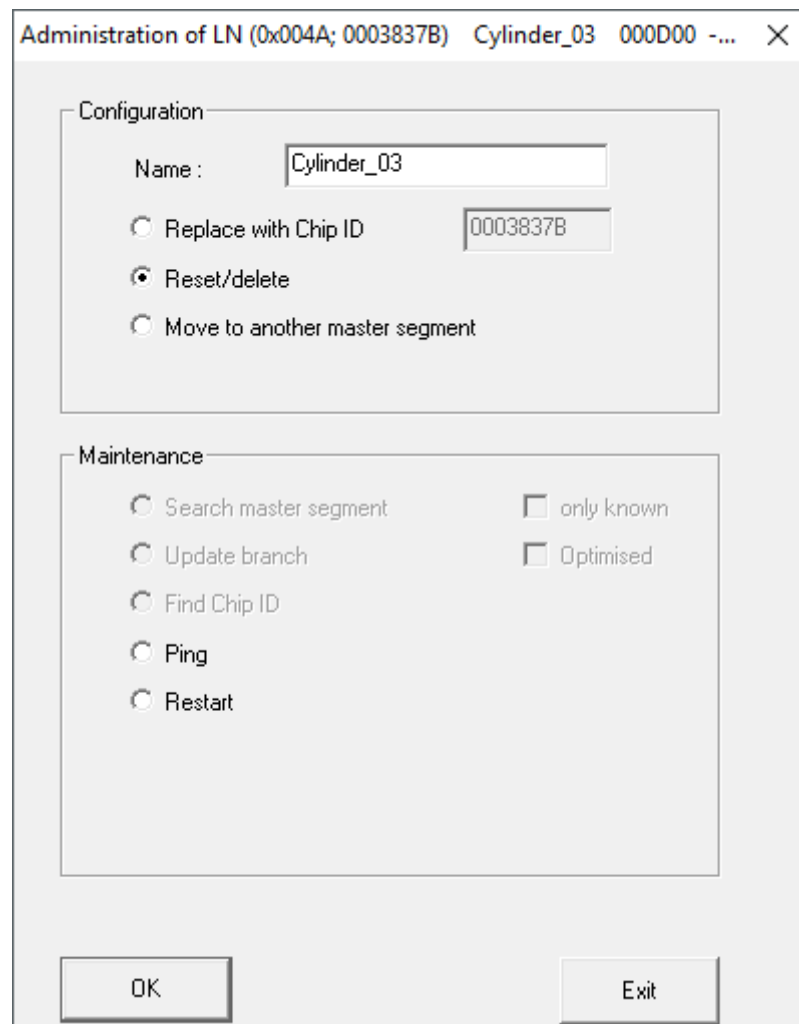 Administration of LN (0x004A; 0003837B) Cylinder_03 000D00 -...
Configuration
Name : Cylinder_03
Replace with Chip ID 0003837B
Reset/delete
Move to another master segment
Maintenance
Search master segment only known
Update branch Optimised
Find Chip ID
Ping
Restart
OK Exit